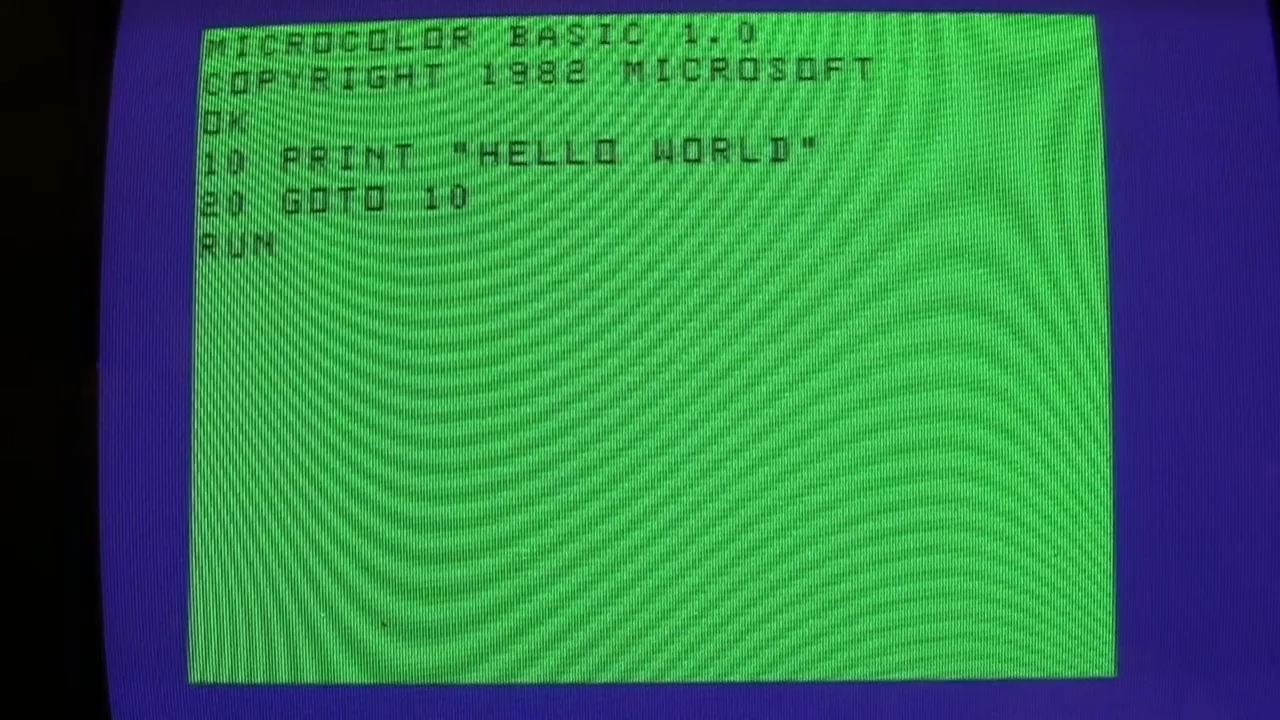 MICROCOLOR BASIC 1.0
COPYRIGHT 1982 MICROSOFT
OK
10 PRINT "HELLO WORLD"
20 GOTO 10
RUN